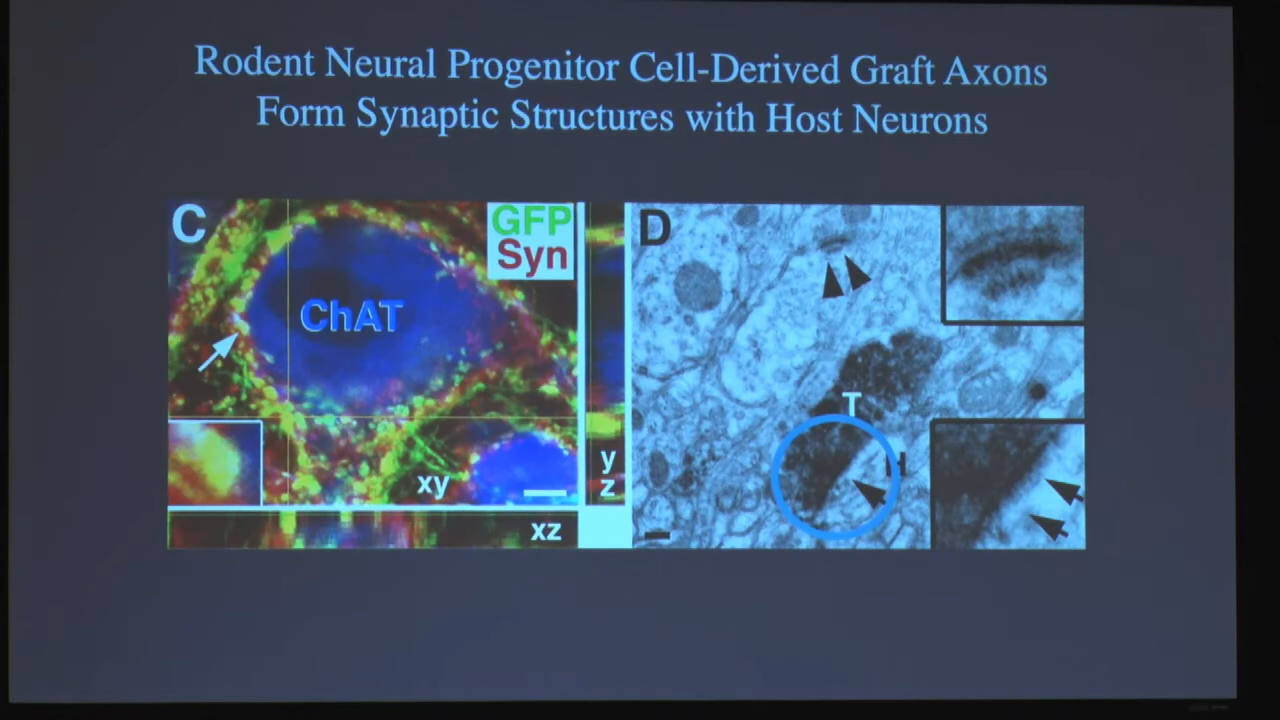 Rodent Neural Progenitor Cell-Derived Graft Axons
Form Synaptic Structures with Host Neurons
C
GFP
Syn
ChAT
xy
y
z
xz
D
T
H